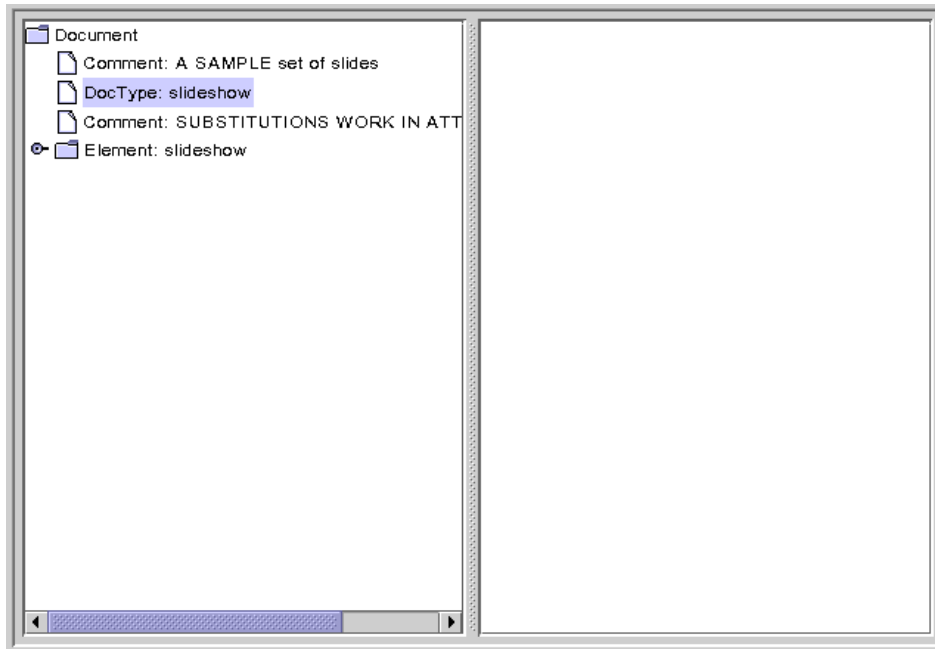 Document
Comment: A SAMPLE set of slides
DocType: slideshow
Comment: SUBSTITUTIONS WORK IN ATT
Element: slideshow